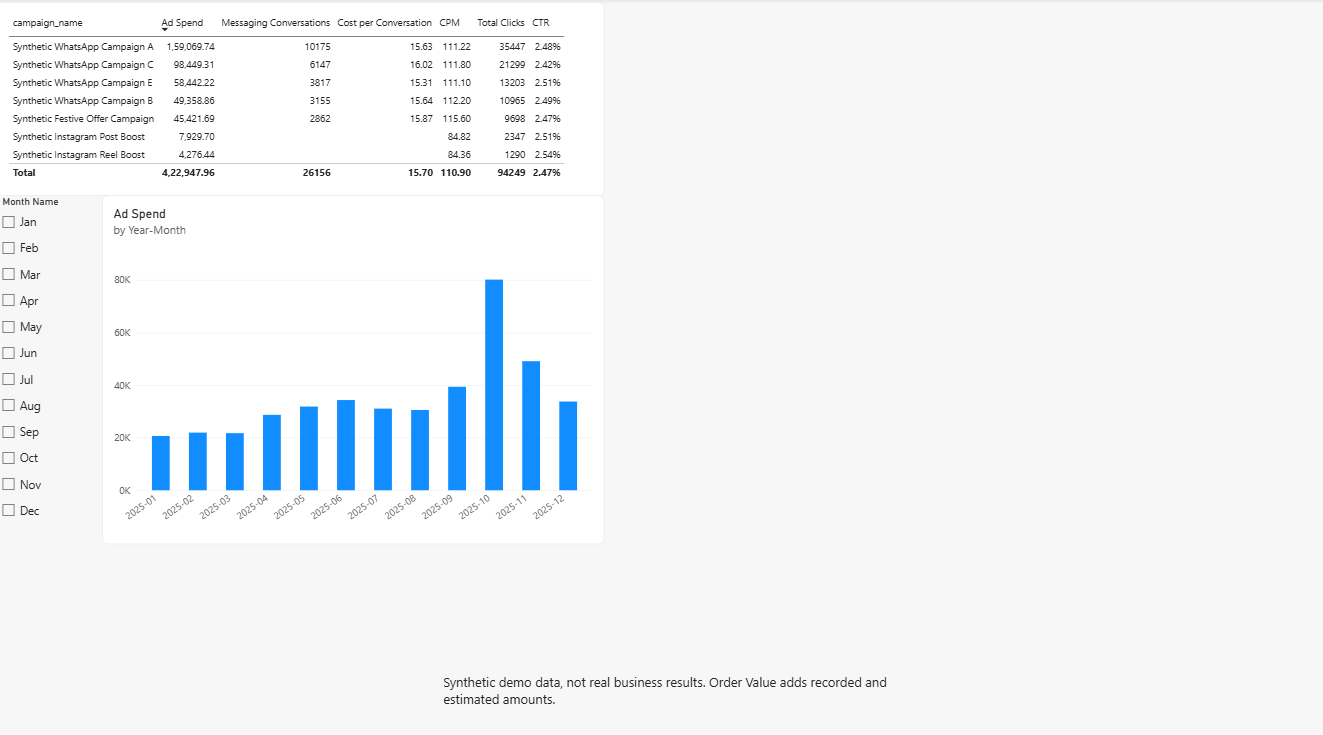 campaign_name Ad Spend Messaging Conversations Cost per Conversation CPM Total Clicks CTR
Synthetic WhatsApp Campaign A 1,59,069.74 10175 15.63 111.22 35447 2.48%
Synthetic WhatsApp Campaign C 98,449.31 6147 16.02 111.80 21299 2.42%
Synthetic WhatsApp Campaign E 58,442.22 3817 15.31 111.10 13203 2.51%
Synthetic WhatsApp Campaign B 49,358.86 3155 15.64 112.20 10965 2.49%
Synthetic Festive Offer Campaign 45,421.69 2862 15.87 115.60 9698 2.47%
Synthetic Instagram Post Boost 7,929.70 84.82 2347 2.51%
Synthetic Instagram Reel Boost 4,276.44 84.36 1290 2.54%
Total 4,22,947.96 26156 15.70 110.90 94249 2.47%
Month Name
Jan
Feb
Mar
Apr
May
Jun
Jul
Aug
Sep
Oct
Nov
Dec
Ad Spend
by Year-Month
80K
60K
40K
20K
0K
2025-01 2025-02 2025-03 2025-04 2025-05 2025-06 2025-07 2025-08 2025-09 2025-10 2025-11 2025-12
Synthetic demo data, not real business results. Order Value adds recorded and
estimated amounts.